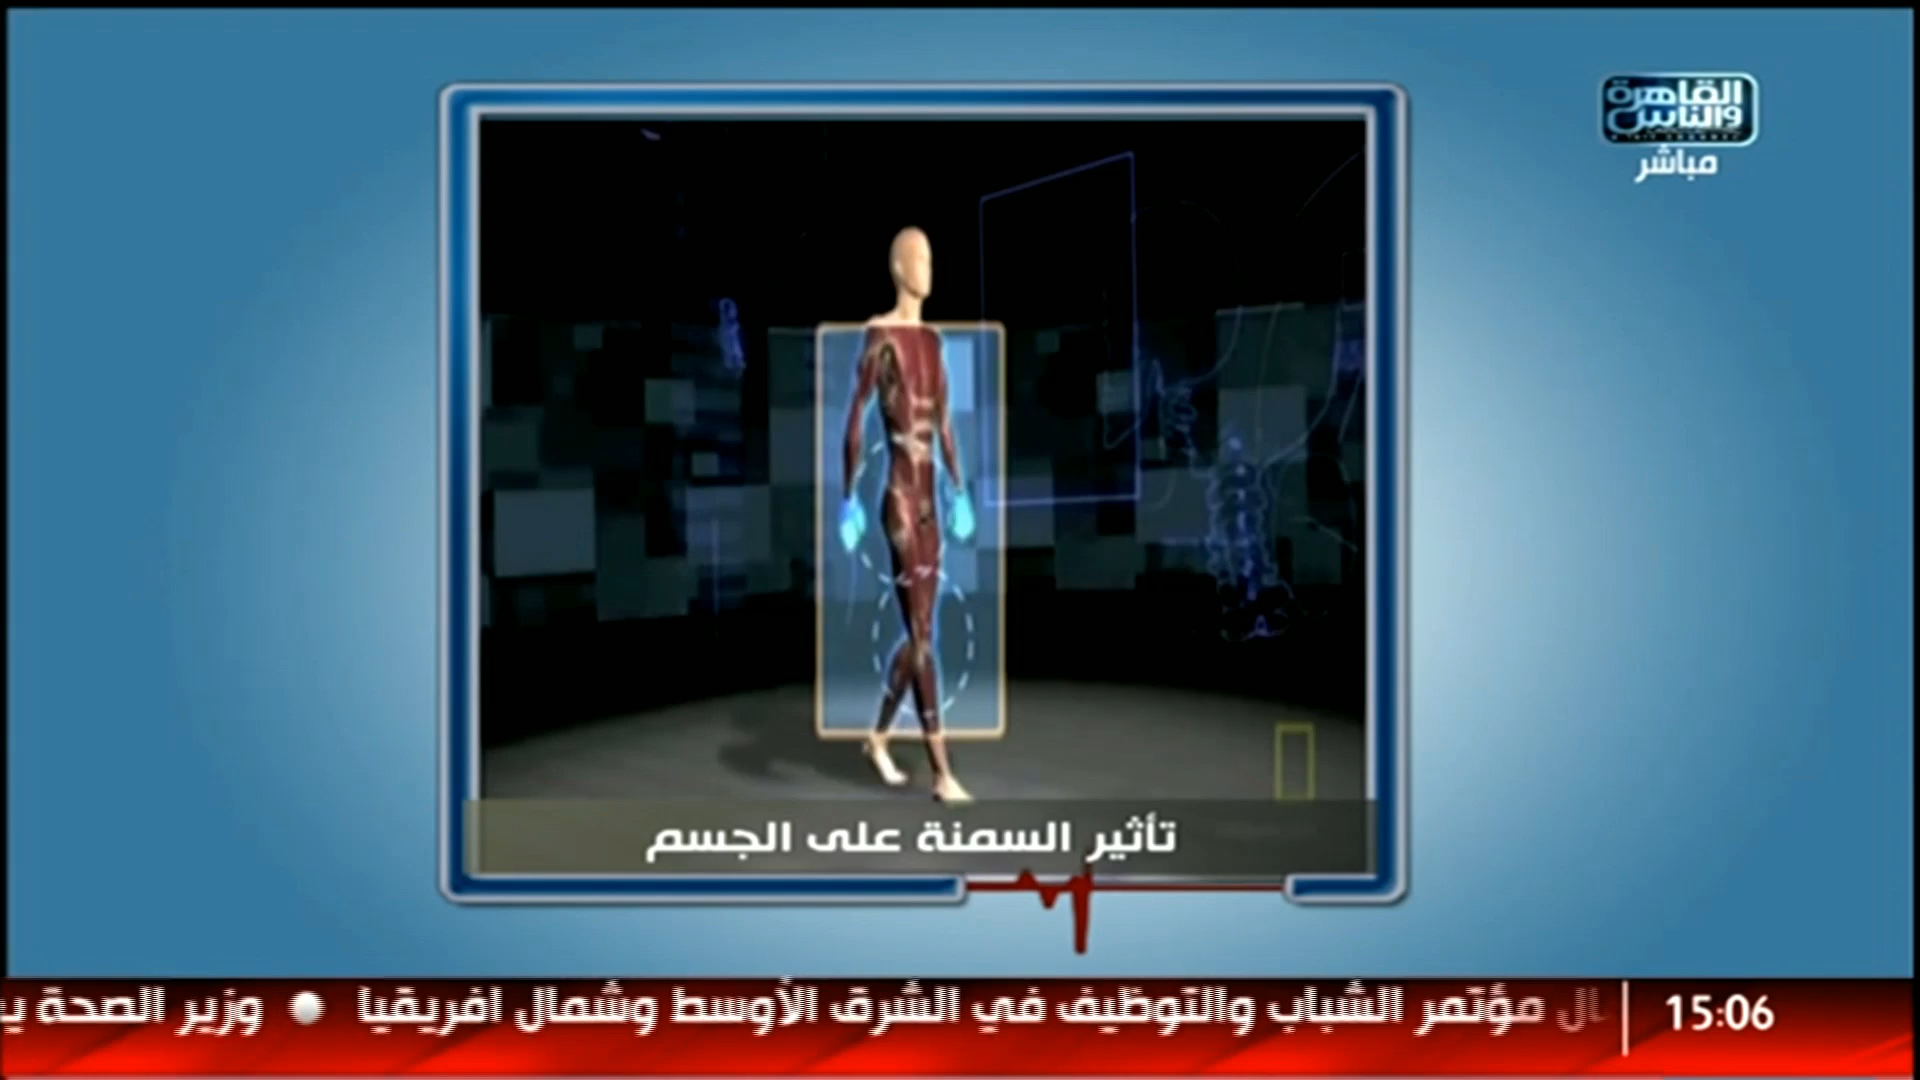 القاهرة
والناس
مباشر
تأثير السمنة على الجسم
مؤتمر الشباب والتوظيف في الشرق الأوسط وشمال افريقيا ● وزير الصحة
15:06